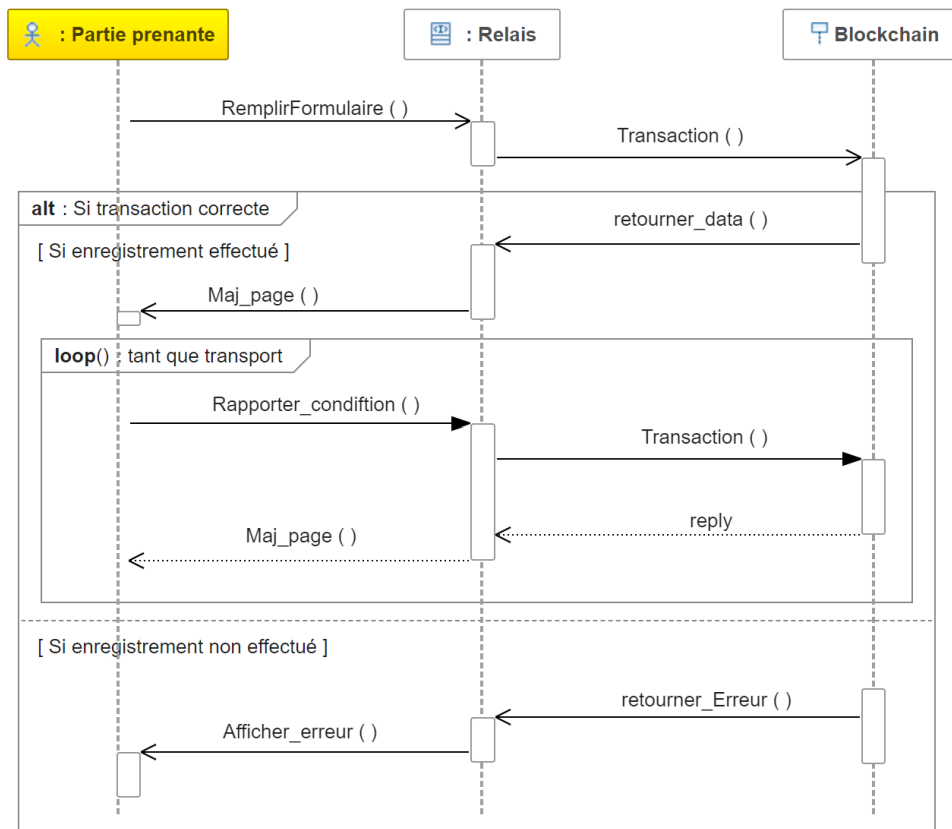 : Partie prenante
: Relais
Blockchain
RemplirFormulaire ( )
Transaction ( )
alt : Si transaction correcte
retourner_data ( )
[ Si enregistrement effectué ]
Maj_page ( )
loop() : tant que transport
Rapporter_condiftion ( )
Transaction ( )
reply
Maj_page ( )
[ Si enregistrement non effectué ]
retourner_Erreur ( )
Afficher_erreur ( )